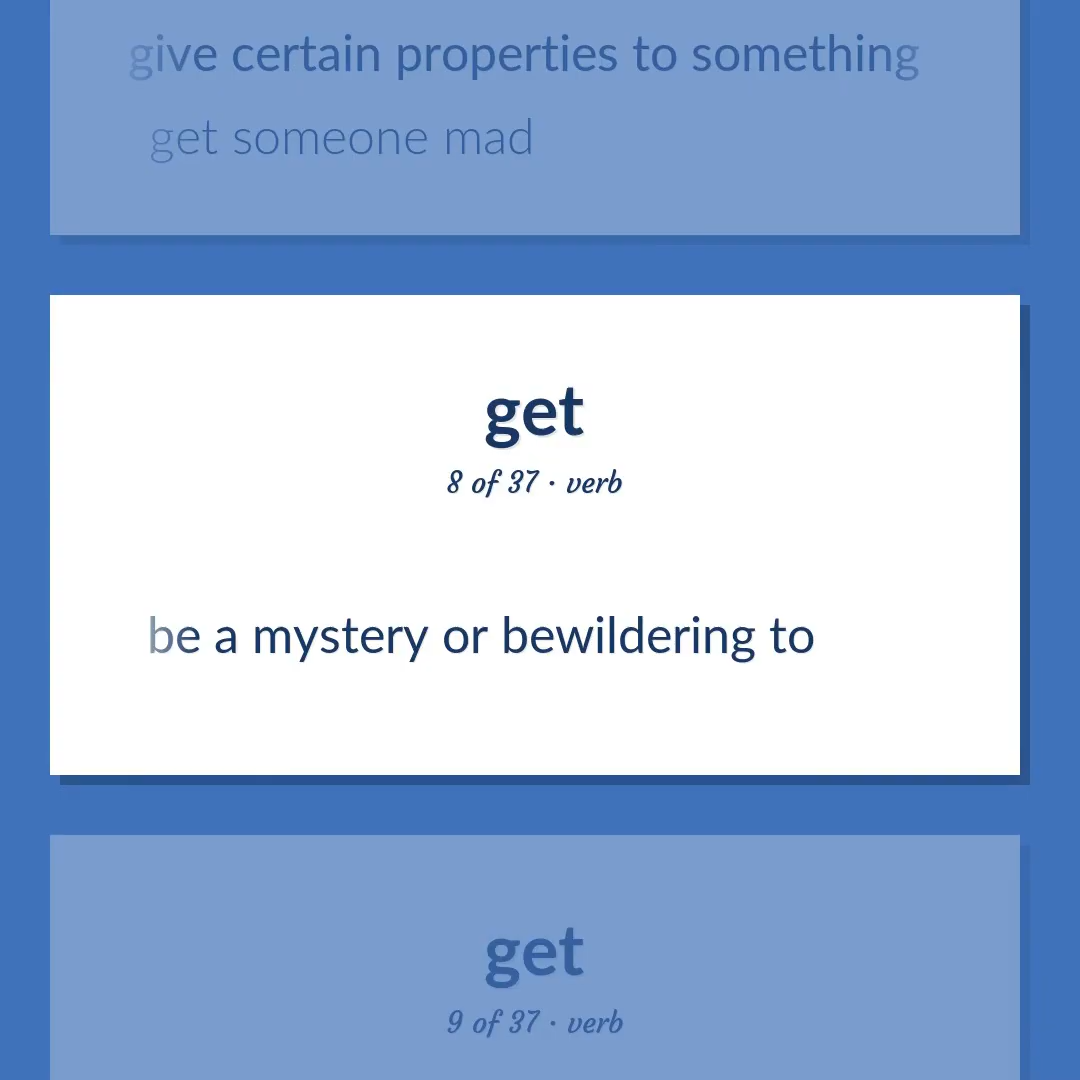 give certain properties to something
get someone mad
get
8 of 37 · verb
be a mystery or bewildering to
get
9 of 37 · verb